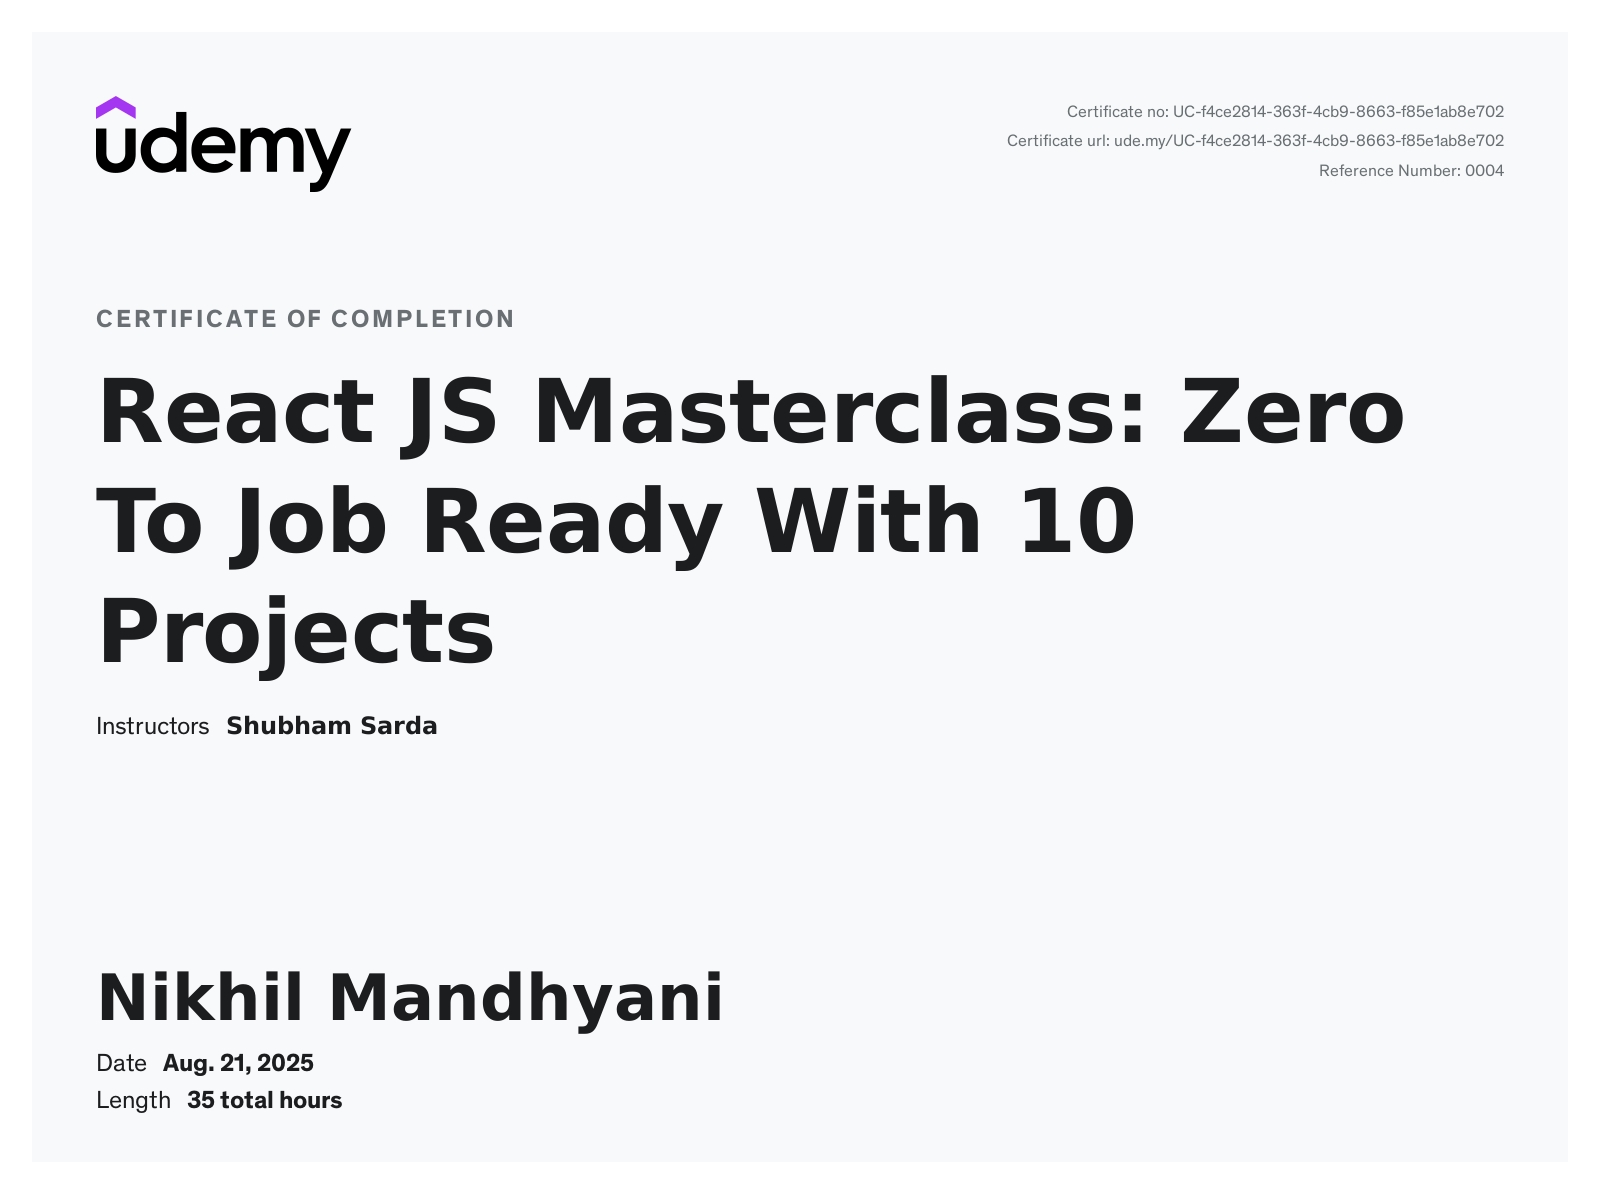 udemy
Certificate no: UC-f4ce2814-363f-4cb9-8663-f85e1ab8e702
Certificate url: ude.my/UC-f4ce2814-363f-4cb9-8663-f85e1ab8e702
Reference Number: 0004
CERTIFICATE OF COMPLETION
React JS Masterclass: Zero
To Job Ready With 10
Projects
Instructors Shubham Sarda
Nikhil Mandhyani
Date Aug. 21, 2025
Length 35 total hours